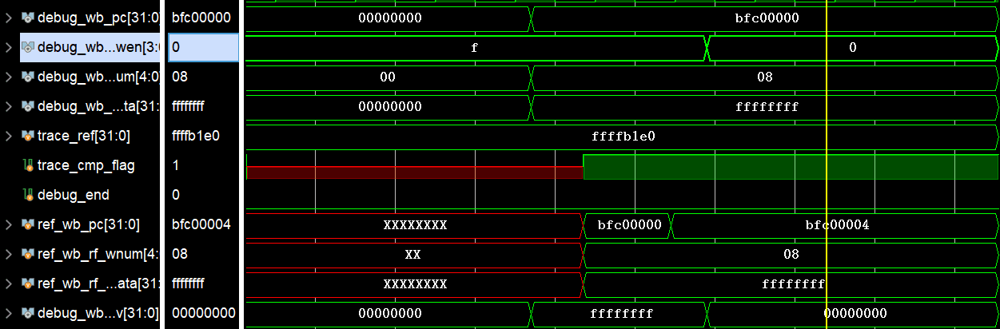 debug_wb_pc[31:0] bfc00000 00000000 bfc00000
debug_wb...wen[3:0 0 f 0
debug_wb...um[4:0] 08 00 08
debug_wb_...ta[31: ffffffff 00000000 ffffffff
trace_ref[31:0] ffffb1e0 ffffb1e0
trace_cmp_flag 1
debug_end 0
ref_wb_pc[31:0] bfc00004 XXXXXXXX bfc00000 bfc00004
ref_wb_rf_wnum[4: 08 XX 08
ref_wb_rf_...ata[31: ffffffff XXXXXXXX ffffffff
debug_wb...v[31:0] 00000000 00000000 ffffffff 00000000